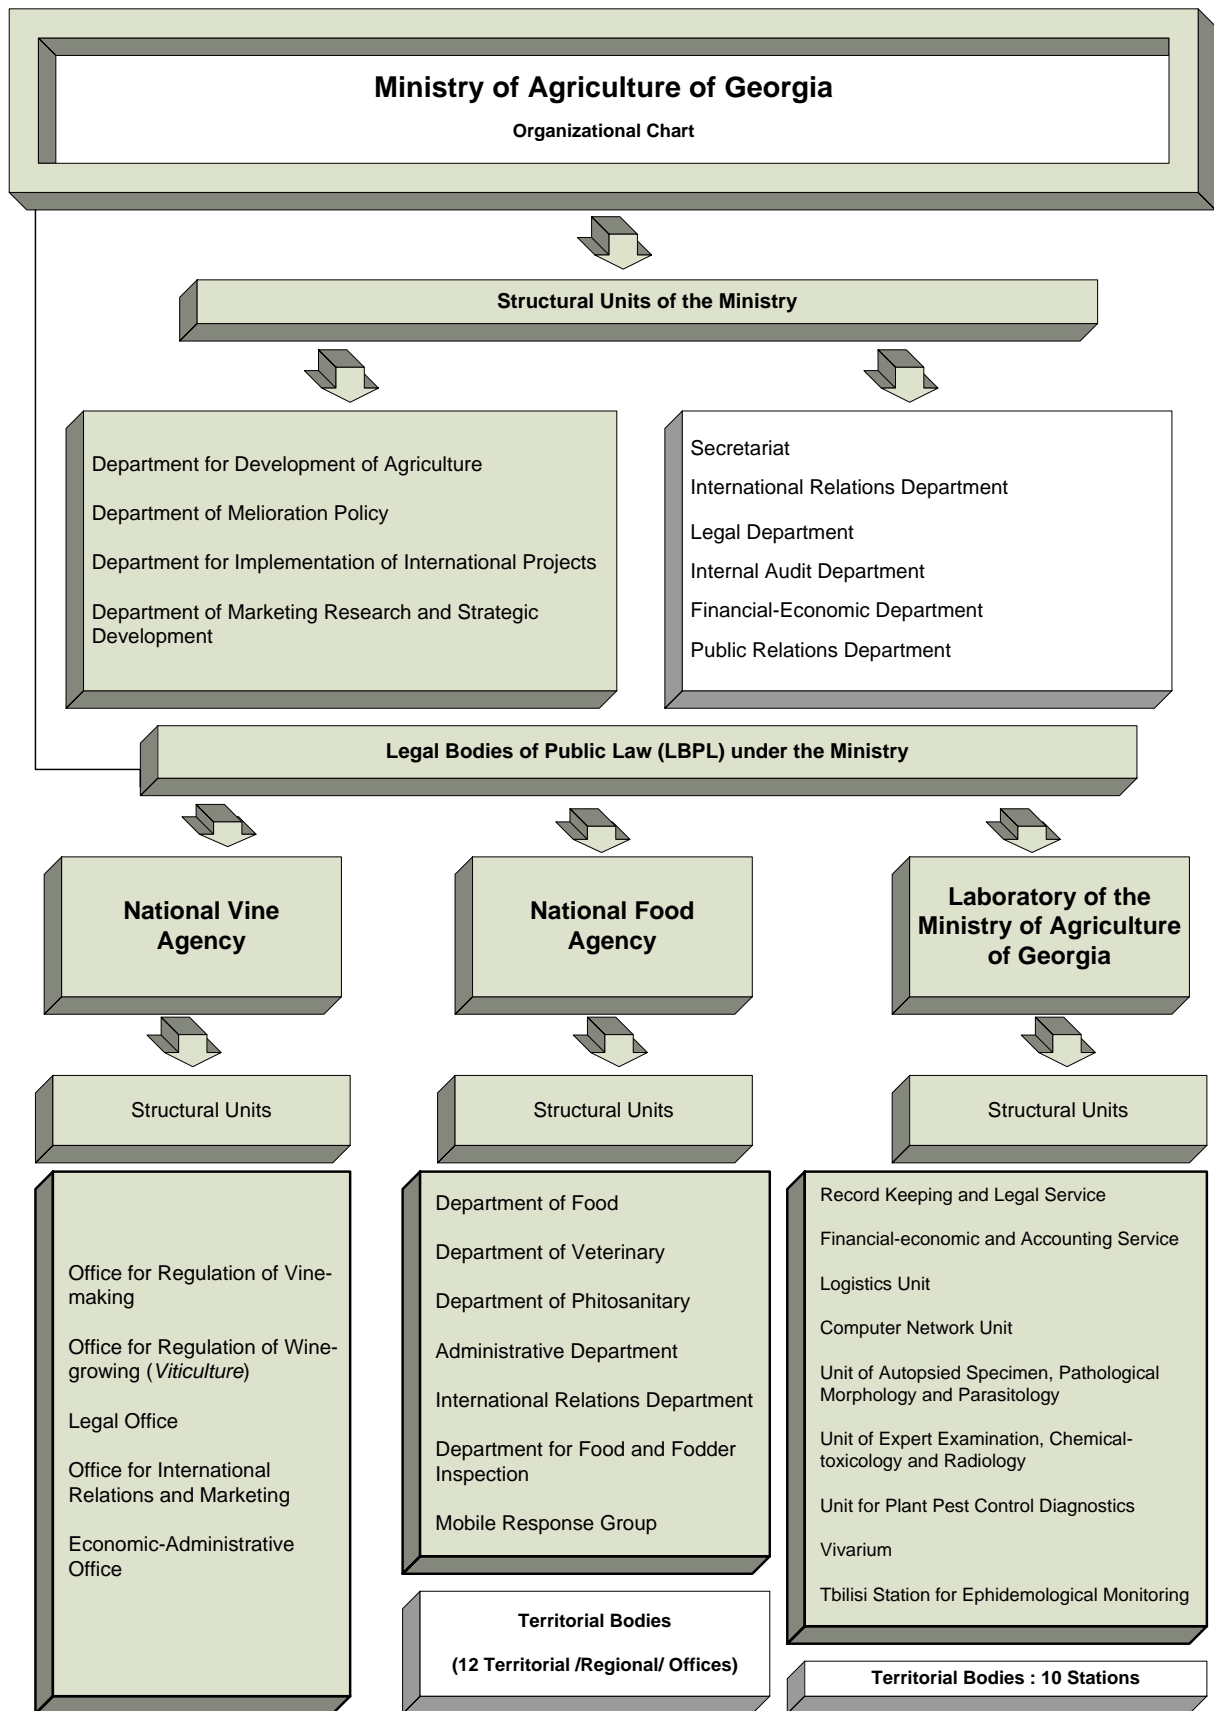 Ministry of Agriculture of Georgia
Organizational Chart
Structural Units of the Ministry
Department for Development of Agriculture
Department of Melioration Policy
Department for Implementation of International Projects
Department of Marketing Research and Strategic
Development
Secretariat
International Relations Department
Legal Department
Internal Audit Department
Financial-Economic Department
Public Relations Department
Legal Bodies of Public Law (LBPL) under the Ministry
National Vine
Agency
National Food
Agency
Laboratory of the
Ministry of Agriculture
of Georgia
Structural Units
Structural Units
Structural Units
Office for Regulation of Vine-
making
Office for Regulation of Wine-
growing (Viticulture)
Legal Office
Office for International
Relations and Marketing
Economic-Administrative
Office
Department of Food
Department of Veterinary
Department of Phitosanitary
Administrative Department
International Relations Department
Department for Food and Fodder
Inspection
Mobile Response Group
Territorial Bodies
(12 Territorial /Regional/ Offices)
Record Keeping and Legal Service
Financial-economic and Accounting Service
Logistics Unit
Computer Network Unit
Unit of Autopsied Specimen, Pathological
Morphology and Parasitology
Unit of Expert Examination, Chemical-
toxicology and Radiology
Unit for Plant Pest Control Diagnostics
Vivarium
Tbilisi Station for Ephidemological Monitoring
Territorial Bodies : 10 Stations